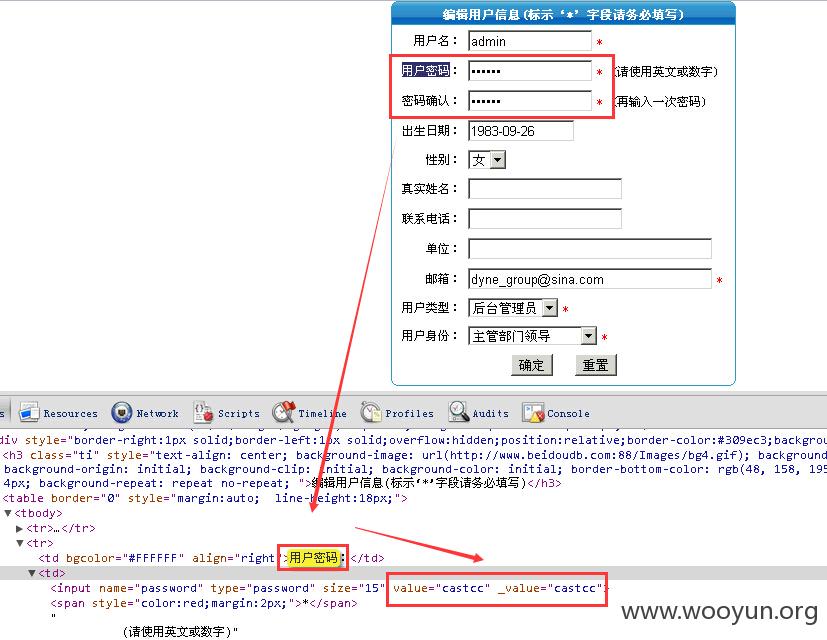 编辑用户信息(标示‘*’字段请务必填写)
用户名： admin *
用户密码： •••••• * (请使用英文或数字)
密码确认： •••••• * (再输入一次密码)
出生日期： 1983-09-26
性别： 女
真实姓名：
联系电话：
单位：
邮箱： dyne_group@sina.com *
用户类型： 后台管理员 *
用户身份： 主管部门领导 *
确定 重置
s Resources Network Scripts Timeline Profiles Audits Console
div style="border-right:1px solid;border-left:1px solid;overflow:hidden;position:relative;border-color:#309ec3;backgrou
<h3 class="ti" style="text-align: center; background-image: url(http://www.beidoudb.com:88/Images/bg4.gif); background
background-origin: initial; background-clip: initial; background-color: initial; border-bottom-color: rgb(48, 158, 195
4px; background-repeat: repeat no-repeat; ">编辑用户信息(标示‘*’字段请务必填写)</h3>
<table border="0" style="margin:auto; line-height:18px;">
▼<tbody>
▶<tr>…</tr>
▼<tr>
<td bgcolor="#FFFFFF" align="right">用户密码：</td>
▼<td>
<input name="password" type="password" size="15" value="castcc" _value="castcc">
<span style="color:red;margin:2px;">*</span>
"
(请使用英文或数字)"
www.wooyun.org